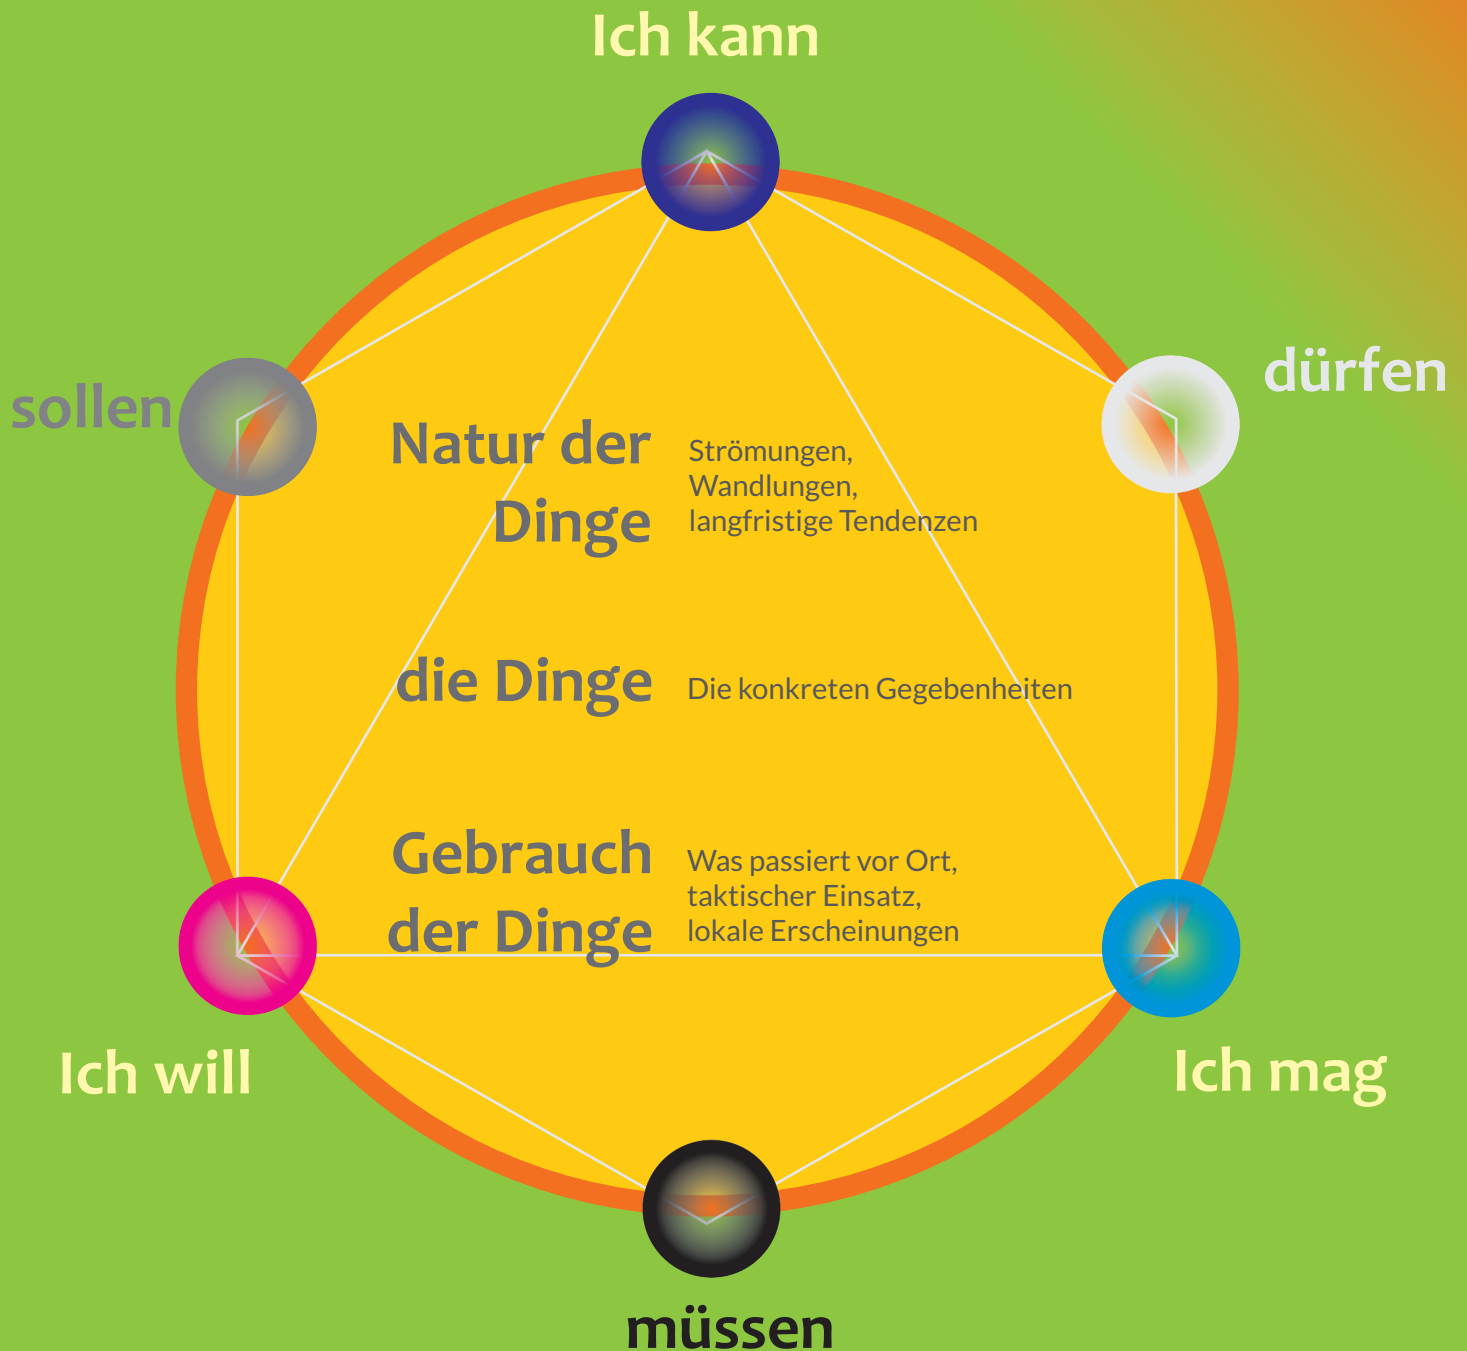 Ich kann
dürfen
sollen
Natur der
Dinge
Strömungen,
Wandlungen,
langfristige Tendenzen
die Dinge
Die konkreten Gegebenheiten
Gebrauch
der Dinge
Was passiert vor Ort,
taktischer Einsatz,
lokale Erscheinungen
Ich will
Ich mag
müssen